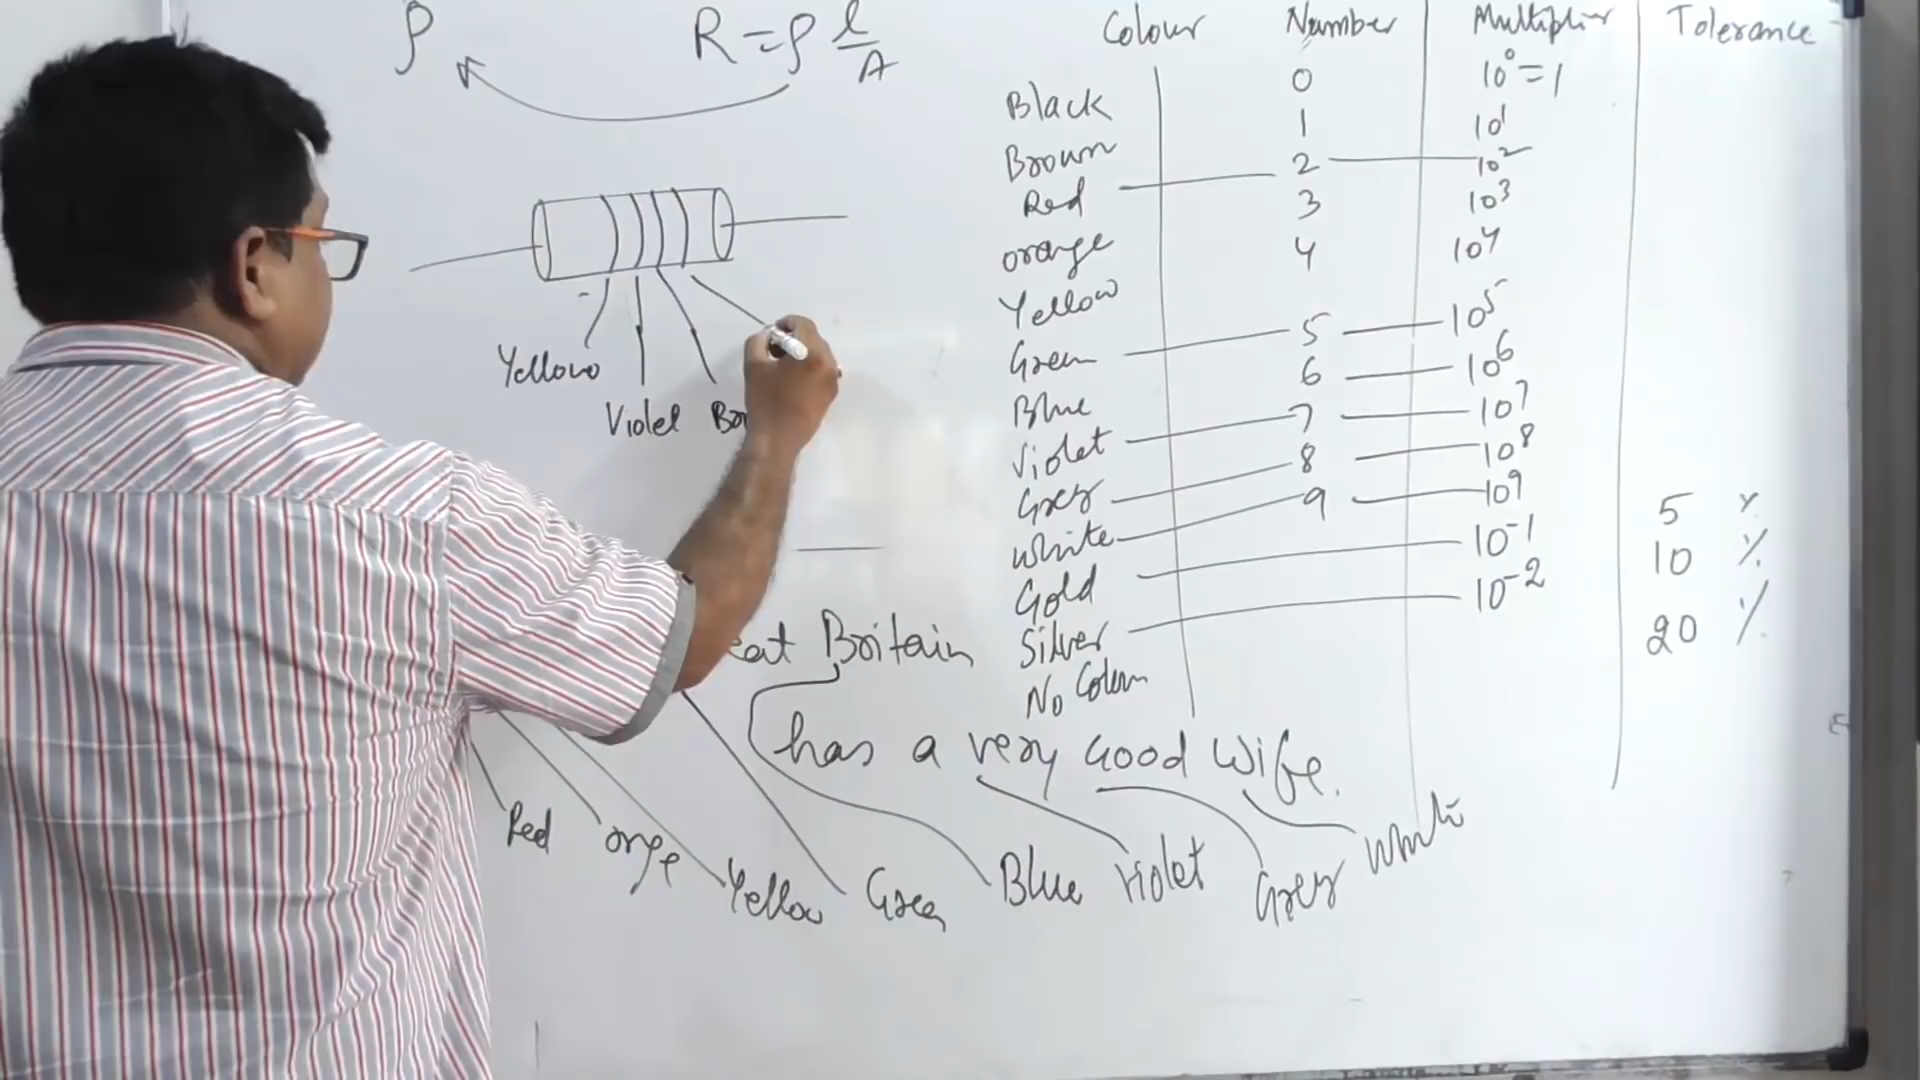 ρ
R = ρ l/A
Colour Number Multiplier Tolerance
Black 0 10⁰ = 1
Brown 1 10¹
Red 2 10²
orange 3 10³
Yellow 4 10⁴
Green 5 10⁵
Blue 6 10⁶
Violet 7 10⁷
Grey 8 10⁸
White 9 10⁹
Gold 10⁻¹ 5 %
Silver 10⁻² 10 %
No Colour 20 %
Yellow
Violet
Britain
has a very Good Wife.
Red orge Yellow Green Blue Violet Grey White